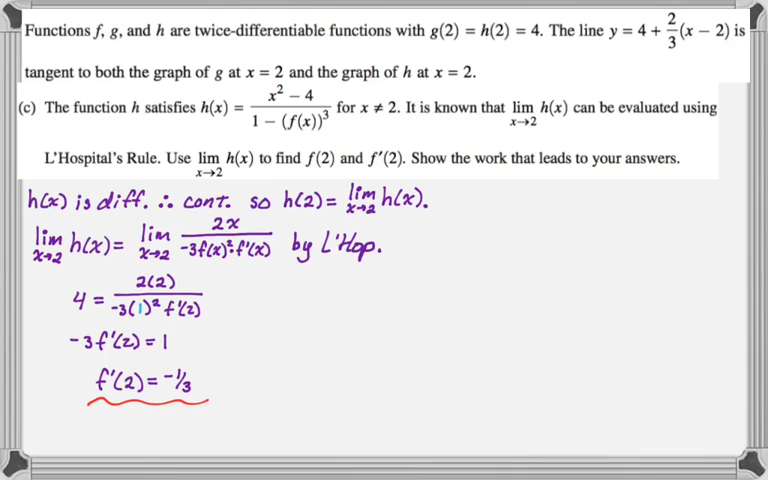 Functions f, g, and h are twice-differentiable functions with g(2) = h(2) = 4. The line y = 4 + 2/3(x − 2) is
tangent to both the graph of g at x = 2 and the graph of h at x = 2.
(c) The function h satisfies h(x) = (x² − 4)/(1 − (f(x))³) for x ≠ 2. It is known that lim x→2 h(x) can be evaluated using
L'Hospital's Rule. Use lim x→2 h(x) to find f(2) and f′(2). Show the work that leads to your answers.
h(x) is diff. ∴ cont. so h(2) = lim x→2 h(x).
lim x→2 h(x) = lim x→2 2x/(-3f(x)²·f'(x)) by L'Hop.
4 = 2(2)/(-3(1)² f'(2))
-3f'(2) = 1
f'(2) = -1/3